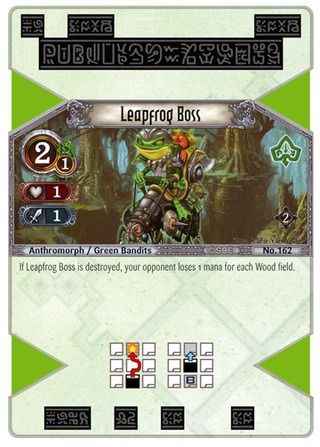 Leapfrog Boss
2
1
1
1
2
Anthromorph / Green Bandits
SCE
No.162
If Leapfrog Boss is destroyed, your opponent loses 1 mana for each Wood field.